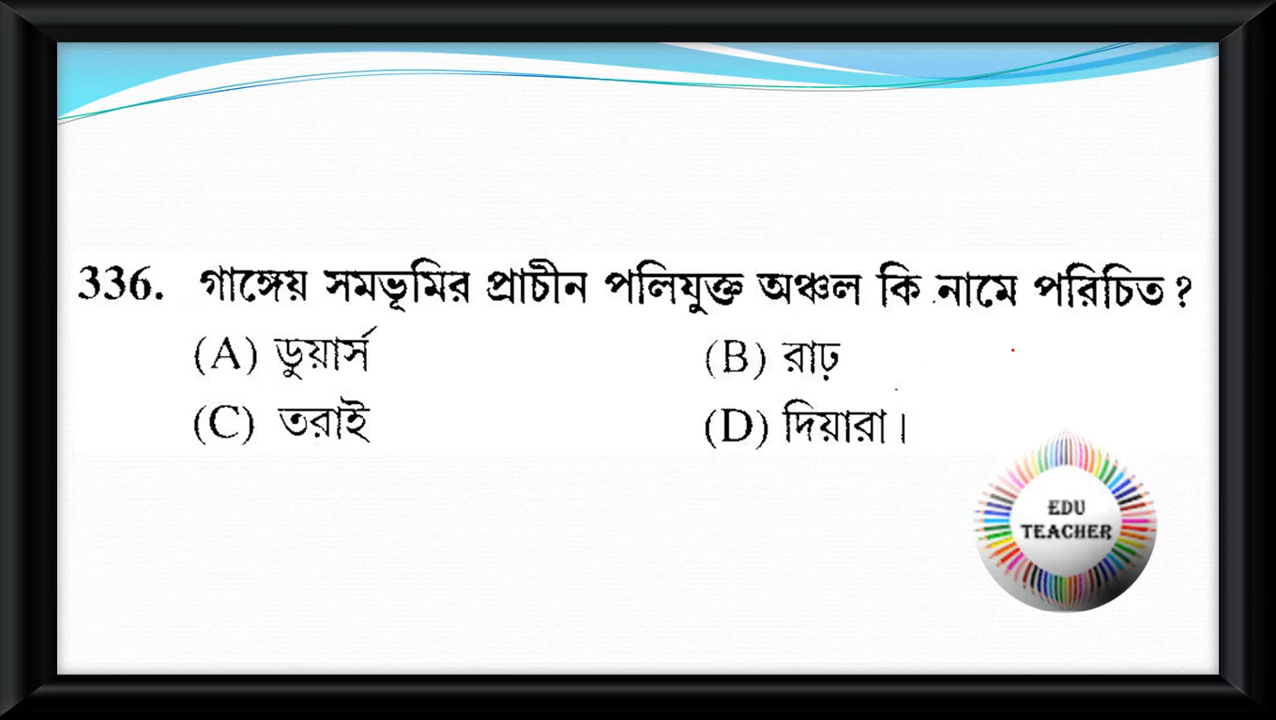 336. গাঙ্গেয় সমভূমির প্রাচীন পলিযুক্ত অঞ্চল কি নামে পরিচিত?
(A) ডুয়ার্স (B) রাঢ়
(C) তরাই (D) দিয়ারা।
EDU
TEACHER